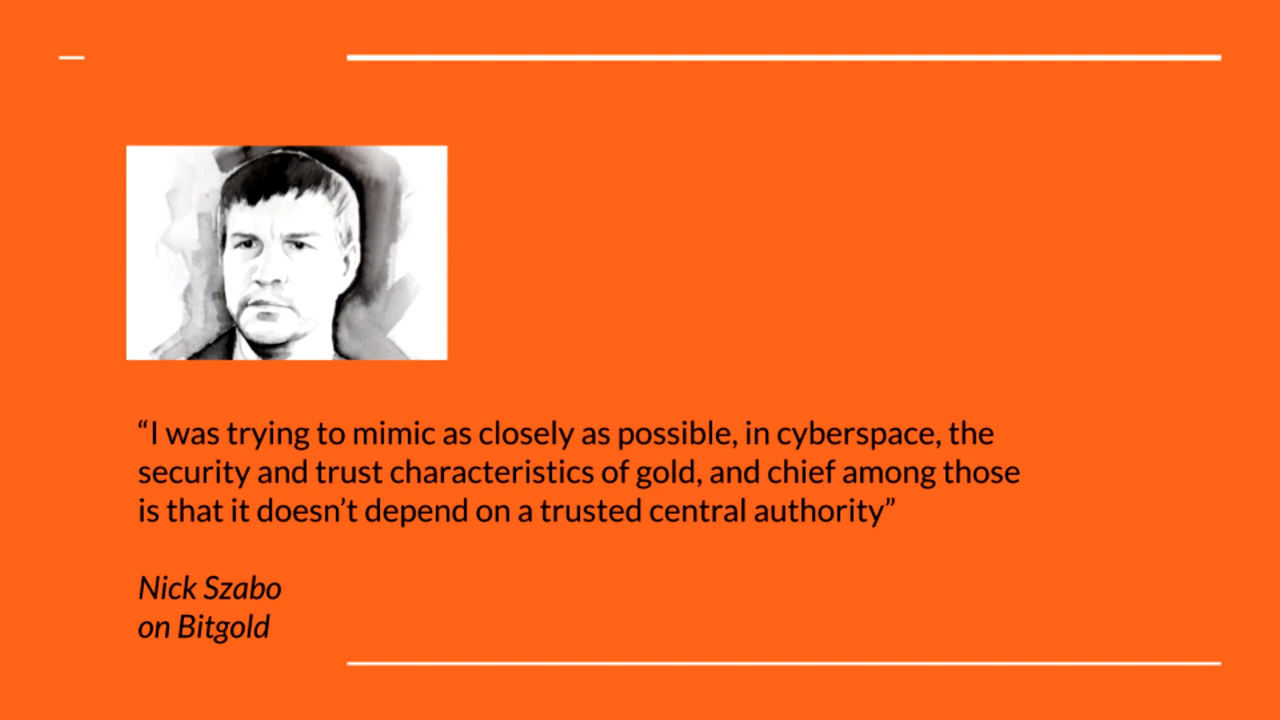 “I was trying to mimic as closely as possible, in cyberspace, the
security and trust characteristics of gold, and chief among those
is that it doesn’t depend on a trusted central authority”
Nick Szabo
on Bitgold